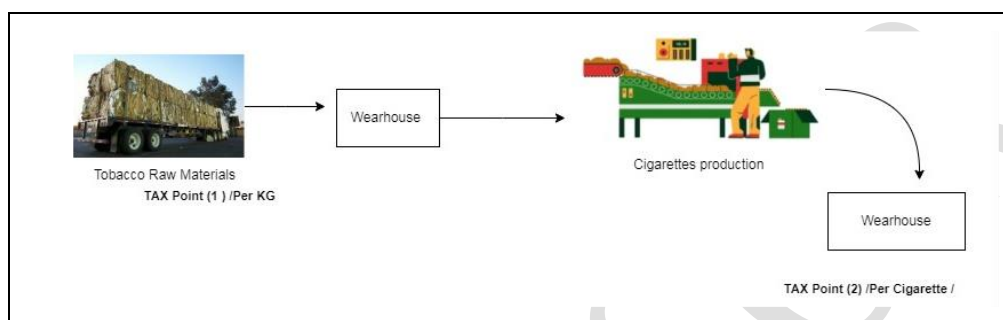 Wearhouse
Tobacco Raw Materials
TAX Point (1 ) /Per KG
Cigarettes production
Wearhouse
TAX Point (2) /Per Cigarette /